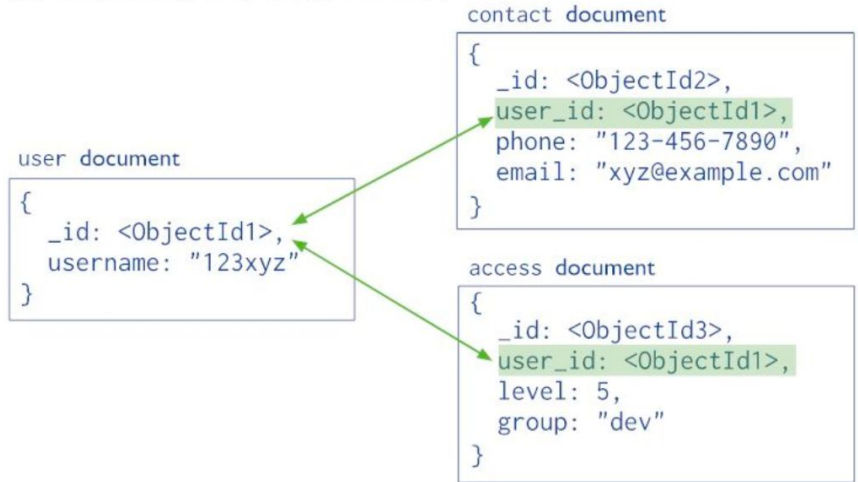 contact document
{
_id: <ObjectId2>,
user_id: <ObjectId1>,
phone: "123-456-7890",
email: "xyz@example.com"
}
user document
{
_id: <ObjectId1>,
username: "123xyz"
}
access document
{
_id: <ObjectId3>,
user_id: <ObjectId1>,
level: 5,
group: "dev"
}